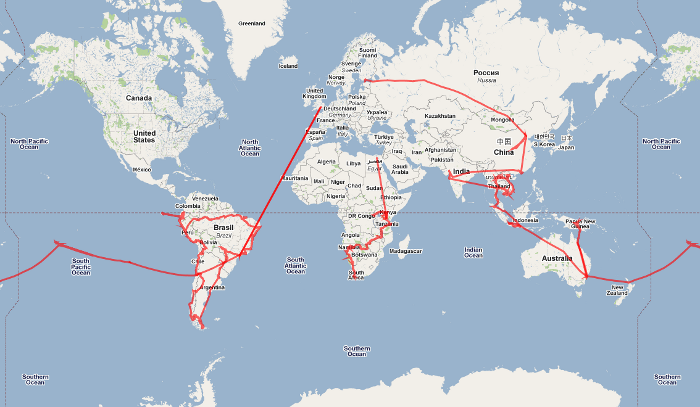 Greenland
Iceland
Suomi
Finland
Sverige
Sweden
Norge
Norway
Россия
Russia
Canada
United
Kingdom
Polska
Poland
Deutschland
Germany
Україна
Ukraine
France
Kazakhstan
Mongolia
España
Spain
Italia
Italy
Türkiye
Turkey
中国
China
S.Korea
日本
Japan
United
States
North
Atlantic
Ocean
North Pacific
Ocean
North Pacific
Ocean
Iraq
Iran
Afghanistan
Pakistan
Algeria
Libya
Egypt
Saudi
Arabia
México
Mexico
Mauritania
Mali
Niger
Chad
Sudan
India
Thailand
Nigeria
Ethiopia
Venezuela
Colombia
DR Congo
Kenya
Tanzania
Indonesia
Papua New
Guinea
Peru
Brasil
Brazil
Bolivia
Angola
Namibia
Botswana
Madagascar
Chile
South
Pacific
Ocean
South
Atlantic
Ocean
Indian
Ocean
Australia
South
Pacific
Ocean
South
Africa
Argentina
New
Zealand
Southern
Ocean
Southern
Ocean
Southern
Ocean